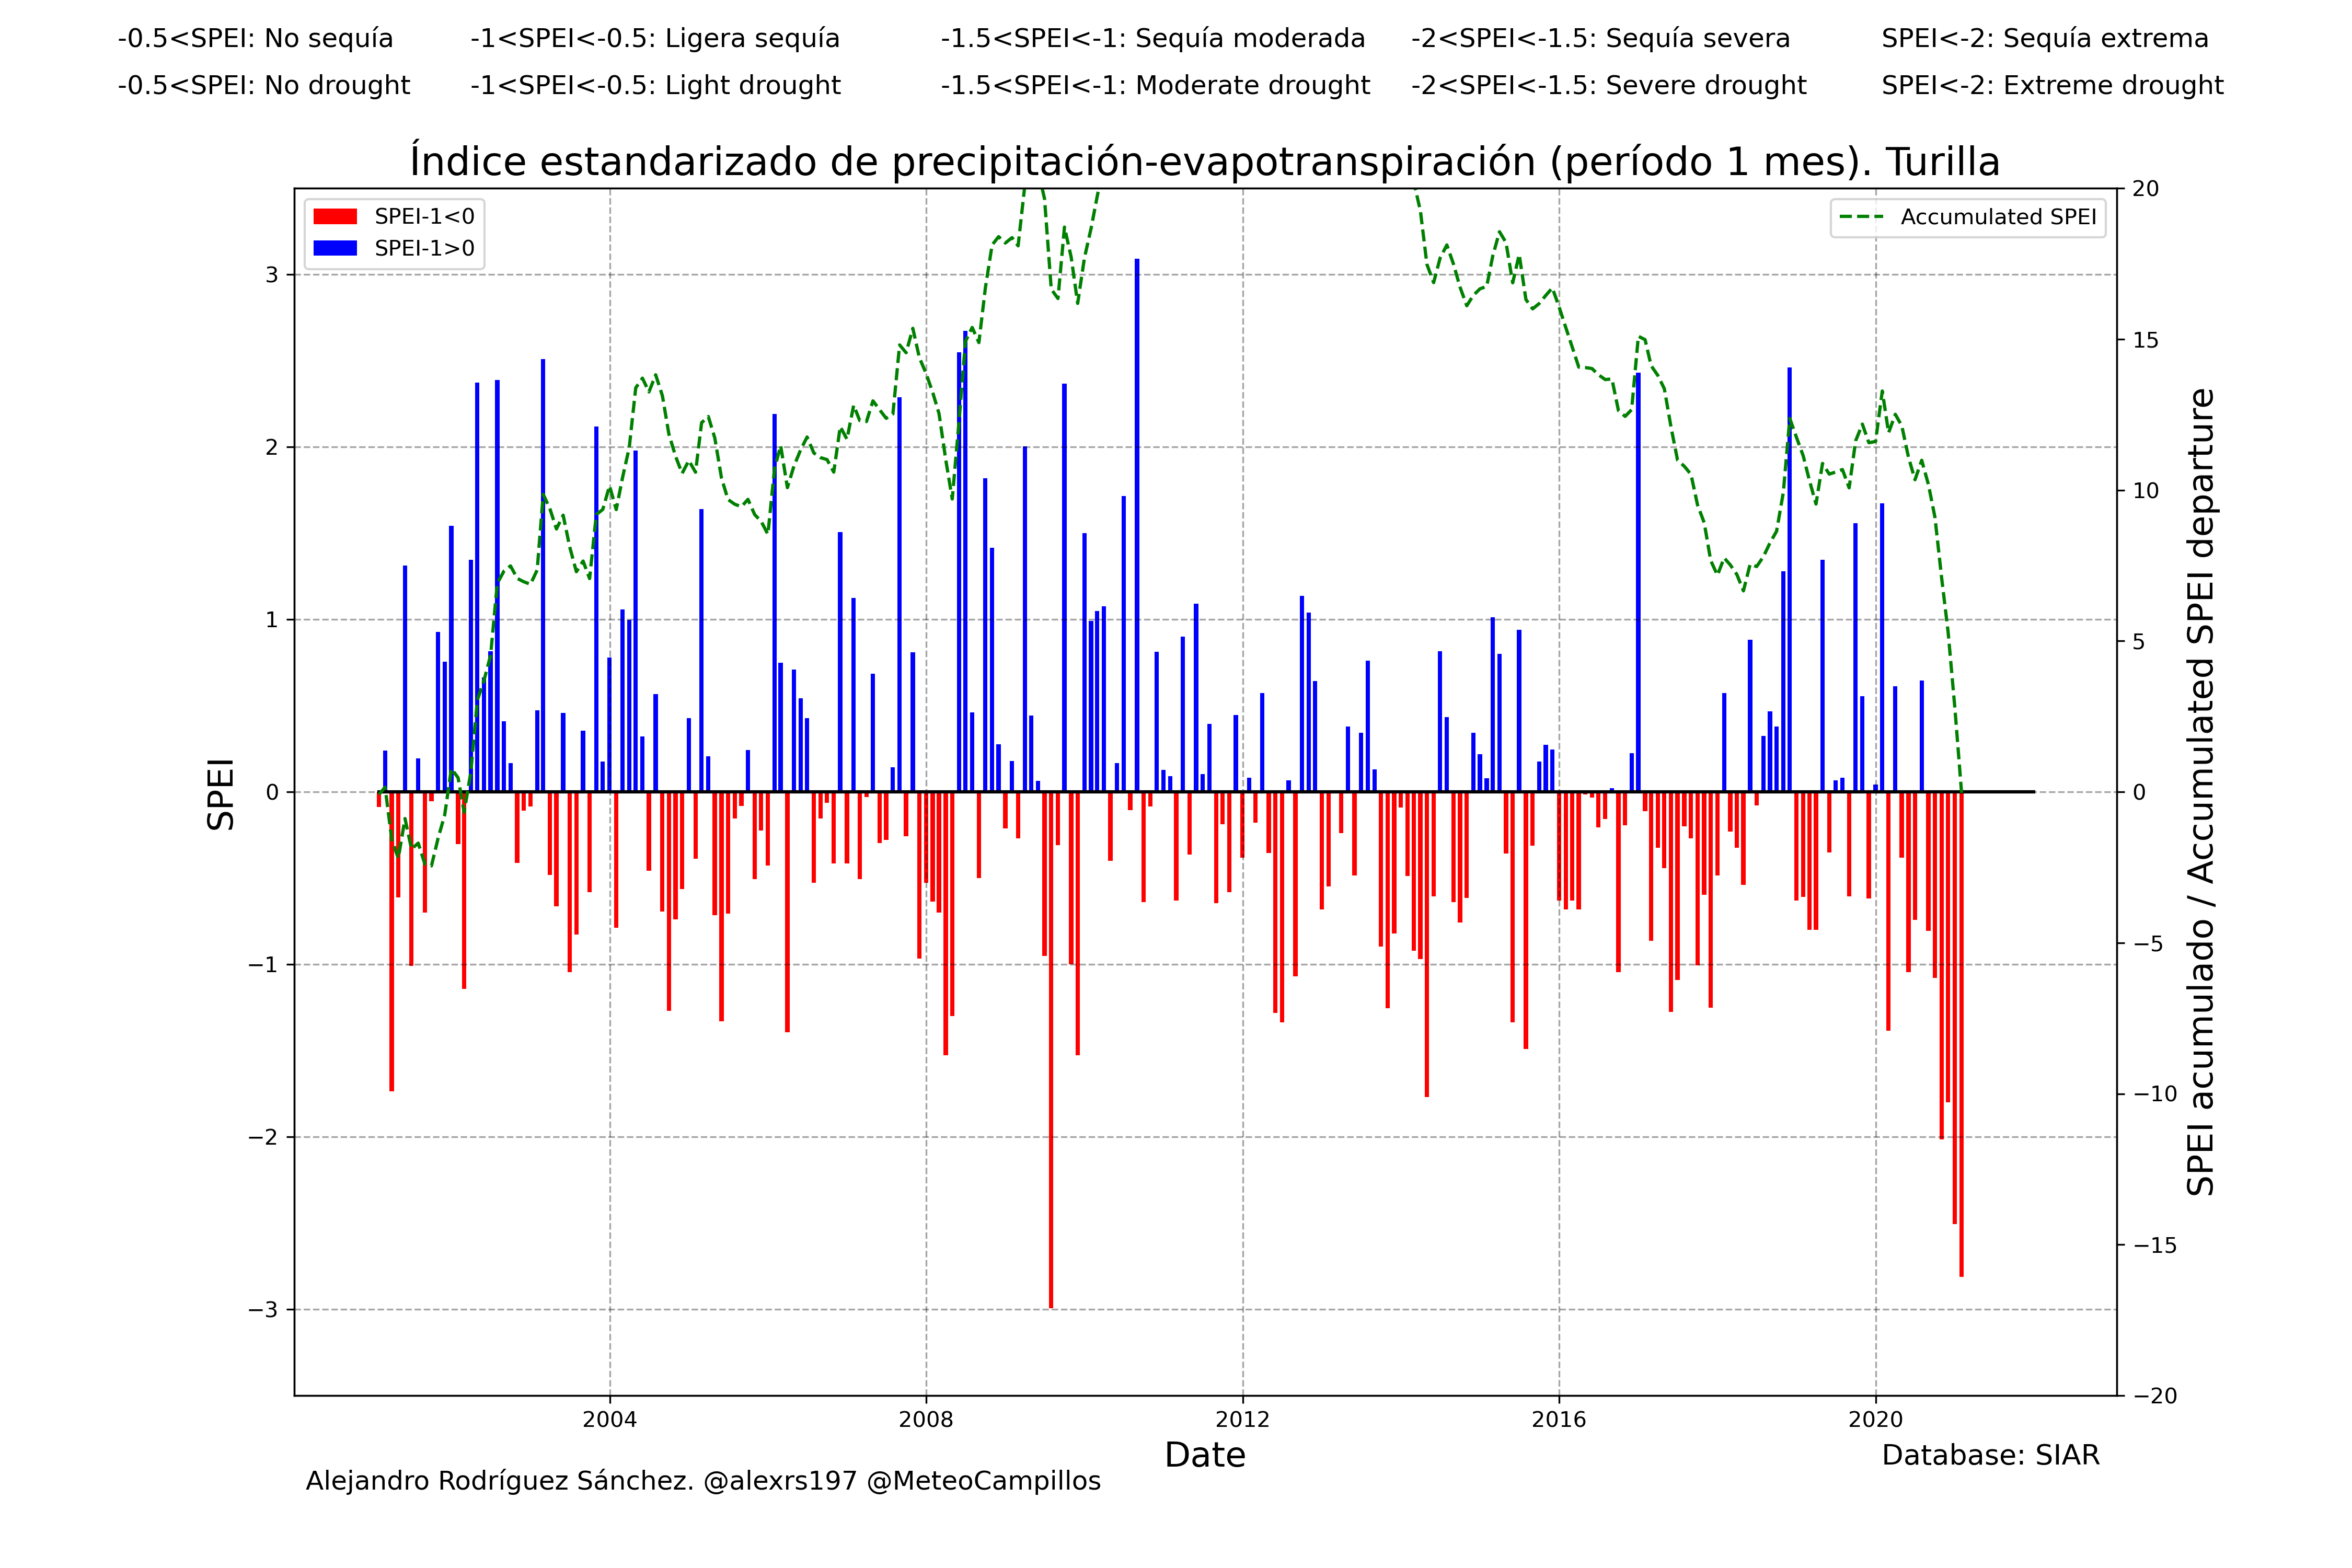 -0.5<SPEI: No sequía -1<SPEI<-0.5: Ligera sequía -1.5<SPEI<-1: Sequía moderada -2<SPEI<-1.5: Sequía severa SPEI<-2: Sequía extrema
-0.5<SPEI: No drought -1<SPEI<-0.5: Light drought -1.5<SPEI<-1: Moderate drought -2<SPEI<-1.5: Severe drought SPEI<-2: Extreme drought
Índice estandarizado de precipitación-evapotranspiración (período 1 mes). Turilla
SPEI-1<0
SPEI-1>0
Accumulated SPEI
SPEI
3
2
1
0
−1
−2
−3
20
15
10
5
0
−5
−10
−15
−20
SPEI acumulado / Accumulated SPEI departure
2004 2008 2012 2016 2020
Date
Database: SIAR
Alejandro Rodríguez Sánchez. @alexrs197 @MeteoCampillos